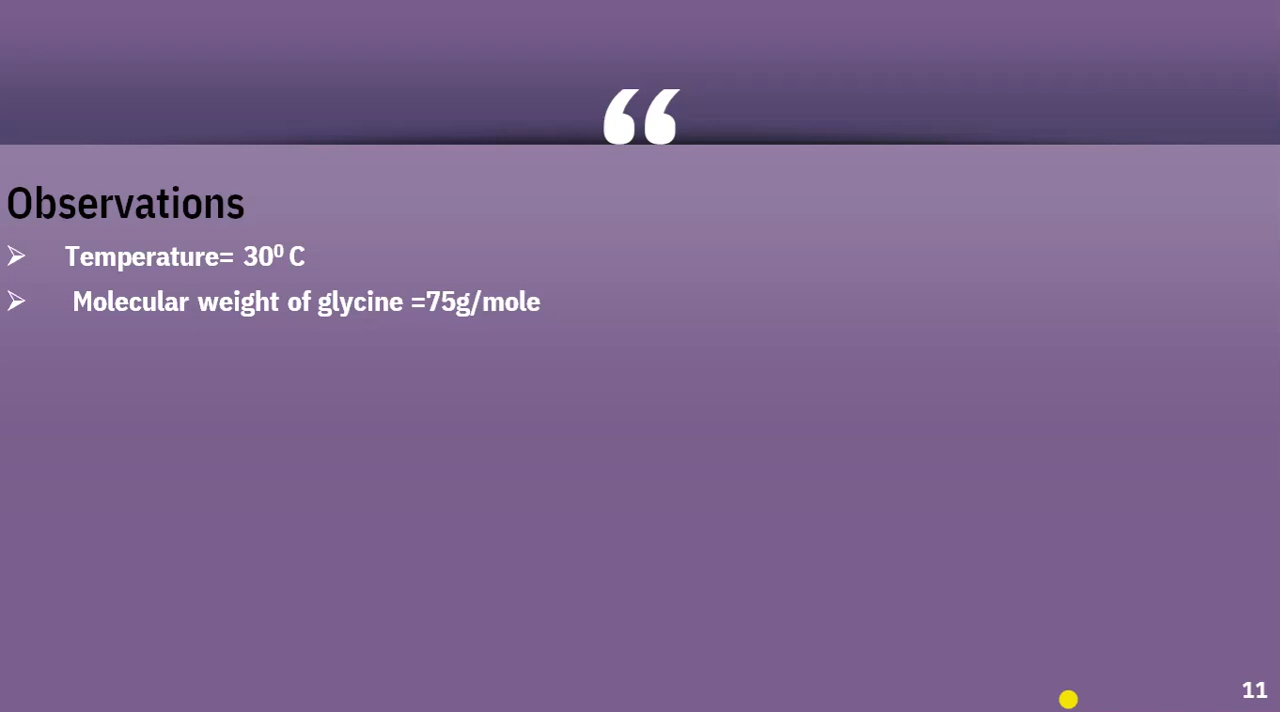 “
Observations
➢ Temperature= 30⁰ C
➢ Molecular weight of glycine =75g/mole
11